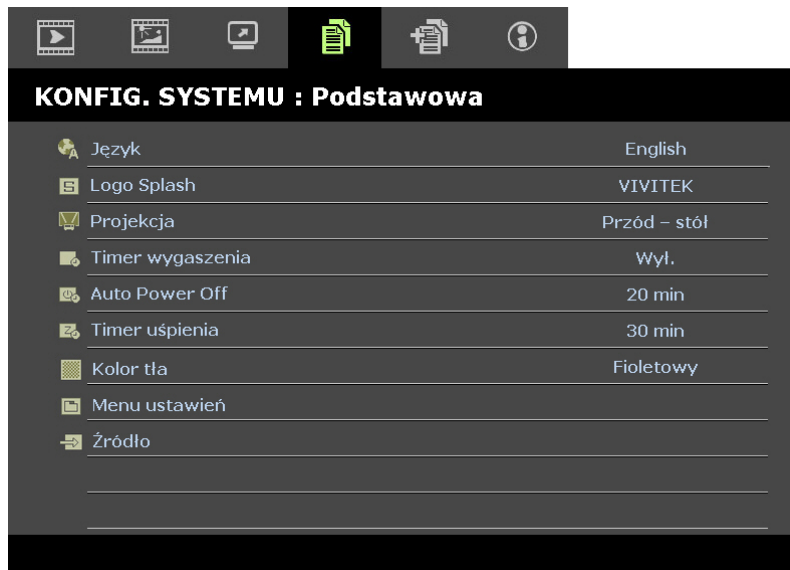 KONFIG. SYSTEMU : Podstawowa
Język English
Logo Splash VIVITEK
Projekcja Przód – stół
Timer wygaszenia Wył.
Auto Power Off 20 min
Timer uśpienia 30 min
Kolor tła Fioletowy
Menu ustawień
Źródło